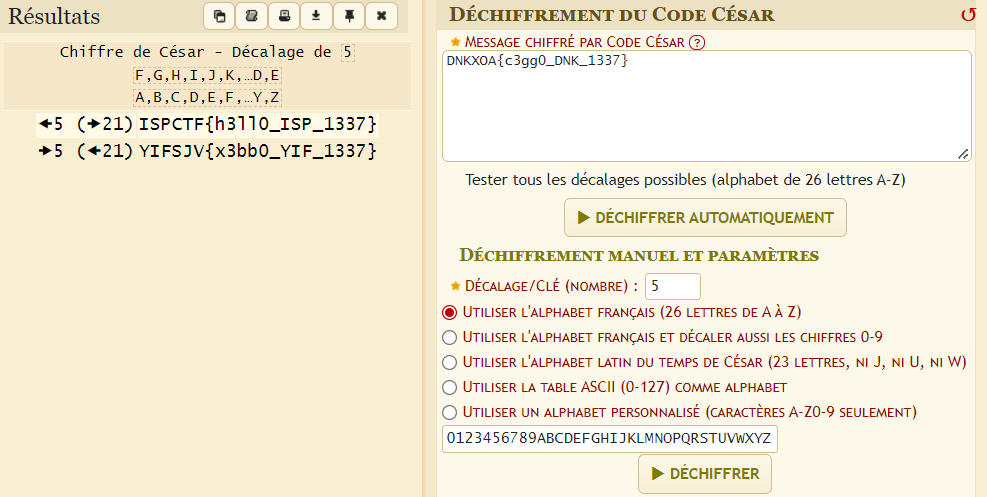 Résultats
Chiffre de César - Décalage de 5
F,G,H,I,J,K,…D,E
A,B,C,D,E,F,…Y,Z
🡰5 (🡲21) ISPCTF{h3ll0_ISP_1337}
🡲5 (🡰21) YIFSJV{x3bb0_YIF_1337}
Déchiffrement du Code César
★ Message chiffré par Code César ?
DNKXOA{c3gg0_DNK_1337}
Tester tous les décalages possibles (alphabet de 26 lettres A-Z)
▶ DÉCHIFFRER AUTOMATIQUEMENT
Déchiffrement manuel et paramètres
★ Décalage/Clé (nombre) : 5
Utiliser l'alphabet français (26 lettres de A à Z)
Utiliser l'alphabet français et décaler aussi les chiffres 0-9
Utiliser l'alphabet latin du temps de César (23 lettres, ni J, ni U, ni W)
Utiliser la table ASCII (0-127) comme alphabet
Utiliser un alphabet personnalisé (caractères A-Z0-9 seulement)
0123456789ABCDEFGHIJKLMNOPQRSTUVWXYZ
▶ DÉCHIFFRER